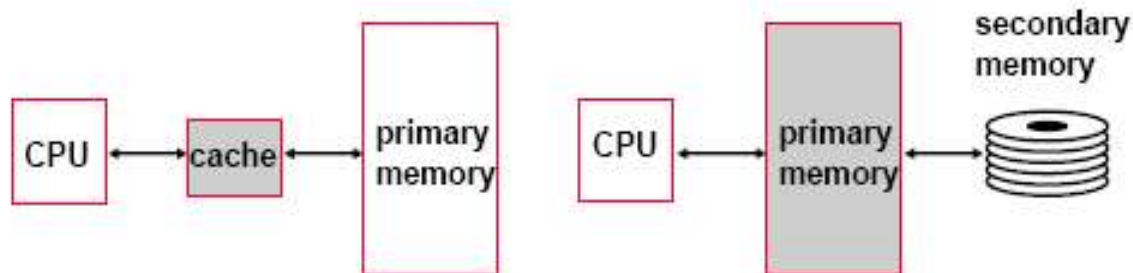 CPU
cache
primary
memory
CPU
primary
memory
secondary
memory